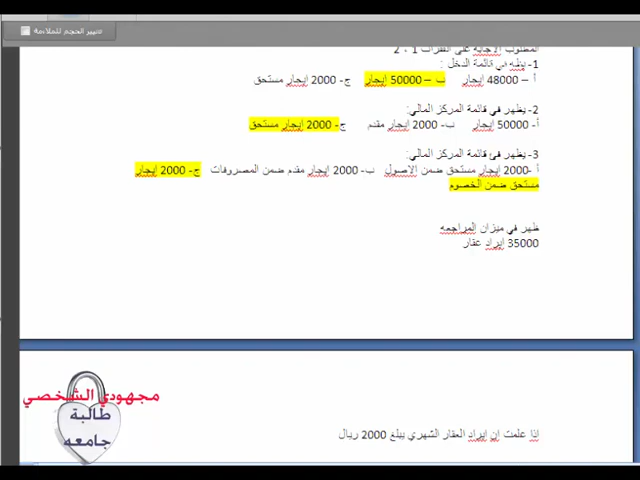 تغيير الحجم للملاءمة
المطلوب الاجابة على الفقرات 1 ، 2
1- يظهر في قائمة الدخل :
أ – 48000 إيجار ب – 50000 إيجار ج- 2000 إيجار مستحق
2- يظهر في قائمة المركز المالي:
أ- 50000 إيجار ب- 2000 إيجار مقدم ج- 2000 إيجار مستحق
3- يظهر في قائمة المركز المالي:
أ -2000 إيجار مستحق ضمن الاصول ب- 2000 إيجار مقدم ضمن المصروفات ج- 2000 إيجار
مستحق ضمن الخصوم
ظهر في ميزان المراجعه
35000 إيراد عقار
مجهودي الشخصي
طالبة
جامعه
إذا علمت ان إيراد العقار الشهري يبلغ 2000 ريال